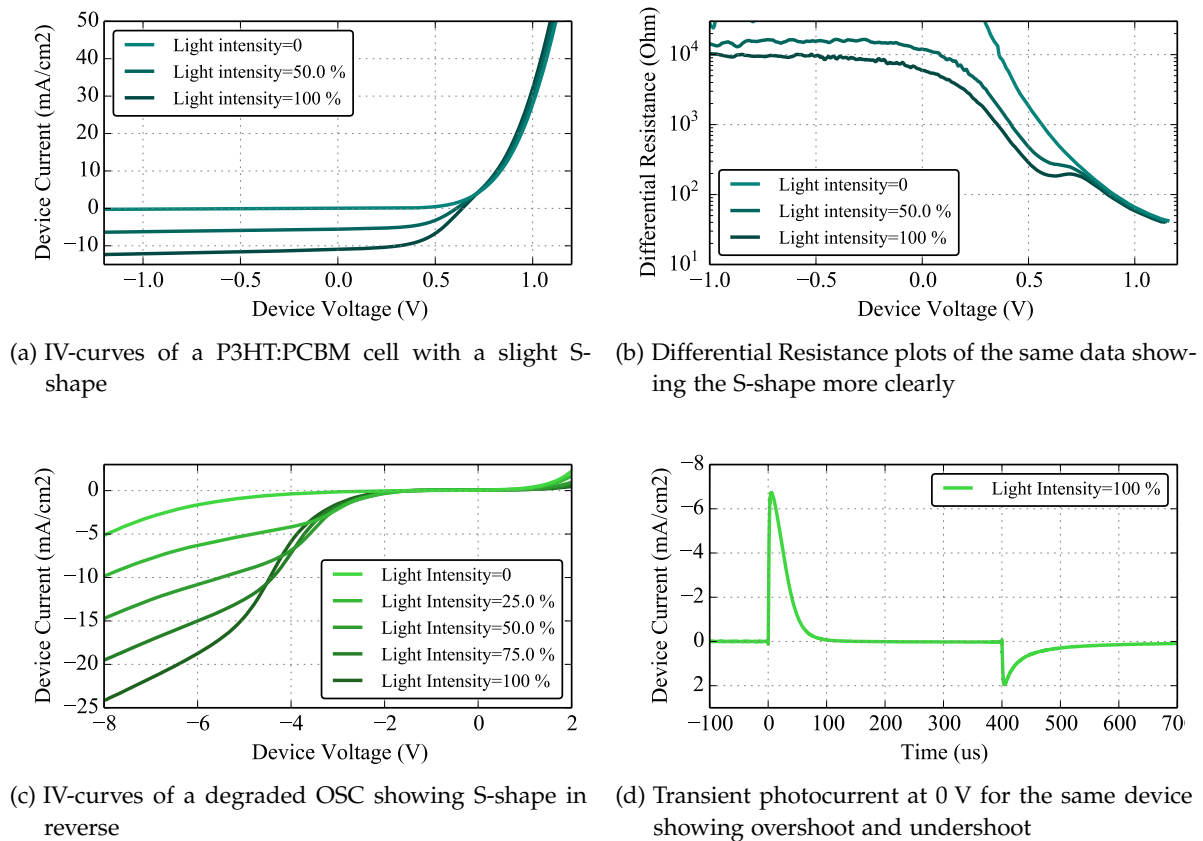 50
40
30
20
10
0
−10
Device Current (mA/cm2)
Light intensity=0
Light intensity=50.0 %
Light intensity=100 %
−1.0
−0.5
0.0
0.5
1.0
Device Voltage (V)
(a) IV-curves of a P3HT:PCBM cell with a slight S-
shape
10^4
10^3
10^2
10^1
Differential Resistance (Ohm)
Light intensity=0
Light intensity=50.0 %
Light intensity=100 %
−1.0
−0.5
0.0
0.5
1.0
Device Voltage (V)
(b) Differential Resistance plots of the same data show-
ing the S-shape more clearly
0
−5
−10
−15
−20
−25
Device Current (mA/cm2)
Light Intensity=0
Light Intensity=25.0 %
Light Intensity=50.0 %
Light Intensity=75.0 %
Light Intensity=100 %
−8
−6
−4
−2
0
2
Device Voltage (V)
(c) IV-curves of a degraded OSC showing S-shape in
reverse
−8
−6
−4
−2
0
2
Device Current (mA/cm2)
Light Intensity=100 %
−100
0
100
200
300
400
500
600
700
Time (us)
(d) Transient photocurrent at 0 V for the same device
showing overshoot and undershoot